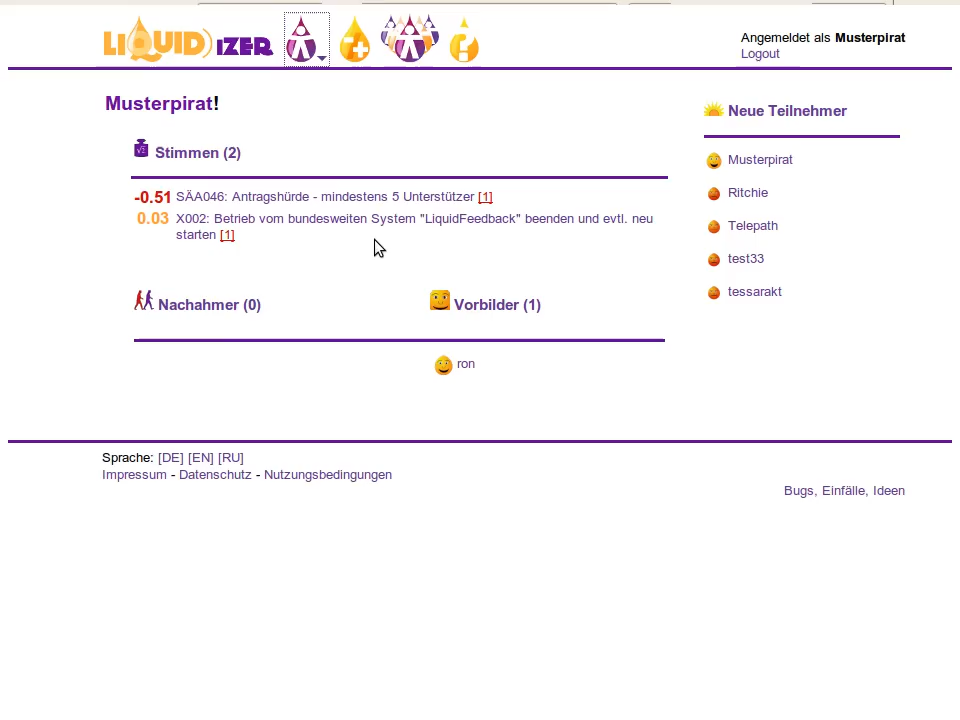 LIQUIDIZER
Angemeldet als Musterpirat
Logout
Musterpirat!
Stimmen (2)
-0.51 SÄA046: Antragshürde - mindestens 5 Unterstützer [1]
0.03 X002: Betrieb vom bundesweiten System "LiquidFeedback" beenden und evtl. neu
starten [1]
Nachahmer (0)
Vorbilder (1)
ron
Neue Teilnehmer
Musterpirat
Ritchie
Telepath
test33
tessarakt
Sprache: [DE] [EN] [RU]
Impressum - Datenschutz - Nutzungsbedingungen
Bugs, Einfälle, Ideen